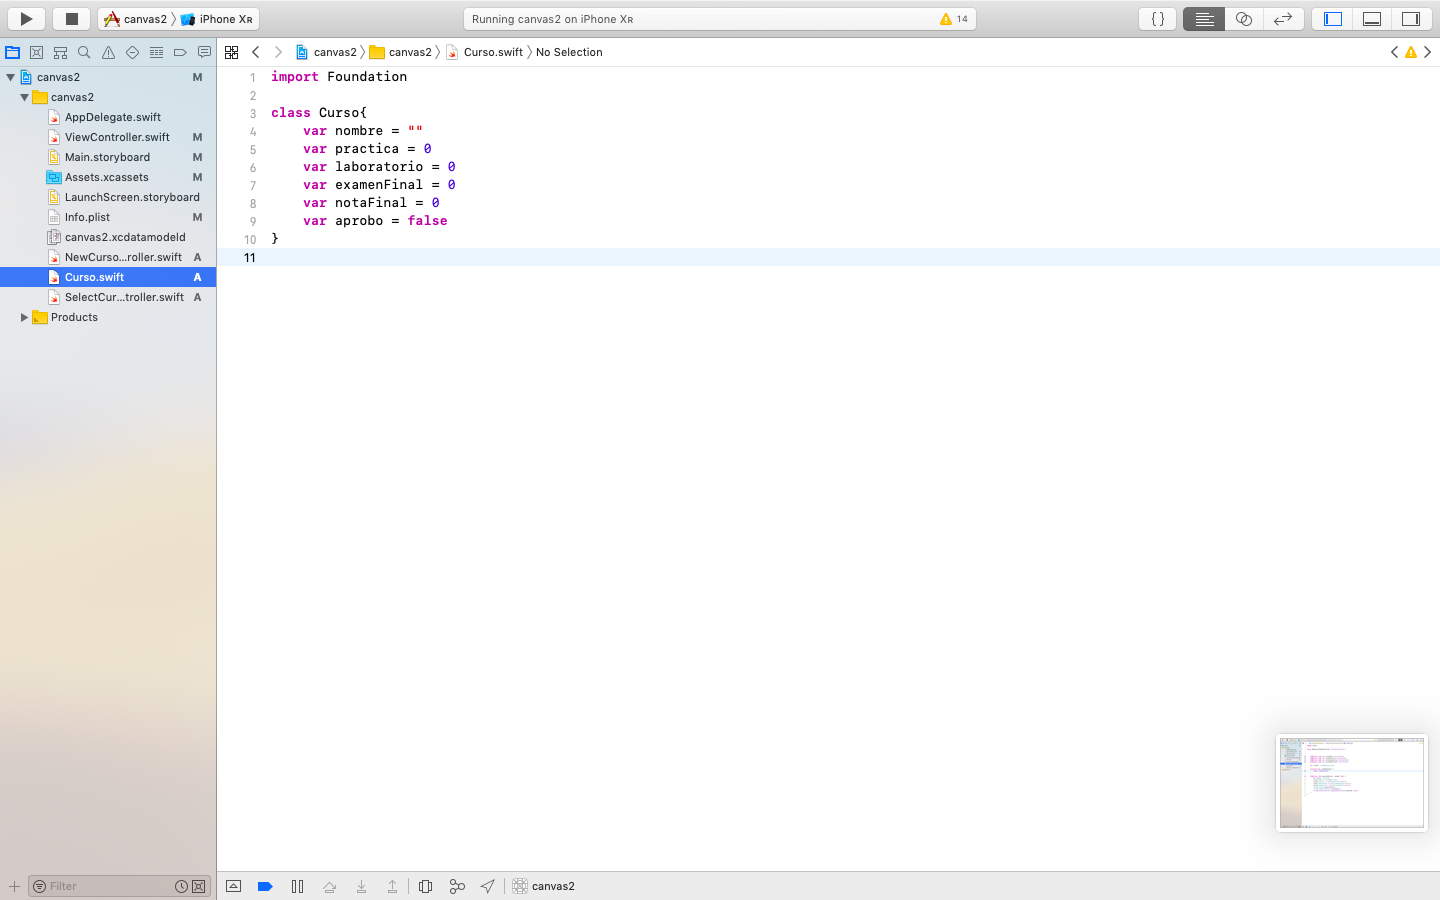 canvas2 〉 iPhone Xʀ
Running canvas2 on iPhone Xʀ
14
{ }
canvas2 〉 canvas2 〉 Curso.swift 〉 No Selection
canvas2 M
canvas2
AppDelegate.swift
ViewController.swift M
Main.storyboard M
Assets.xcassets M
LaunchScreen.storyboard
Info.plist M
canvas2.xcdatamodeld
NewCurso...roller.swift A
Curso.swift A
SelectCur...troller.swift A
Products
1 import Foundation
2
3 class Curso{
4 var nombre = ""
5 var practica = 0
6 var laboratorio = 0
7 var examenFinal = 0
8 var notaFinal = 0
9 var aprobo = false
10 }
11
Filter
canvas2